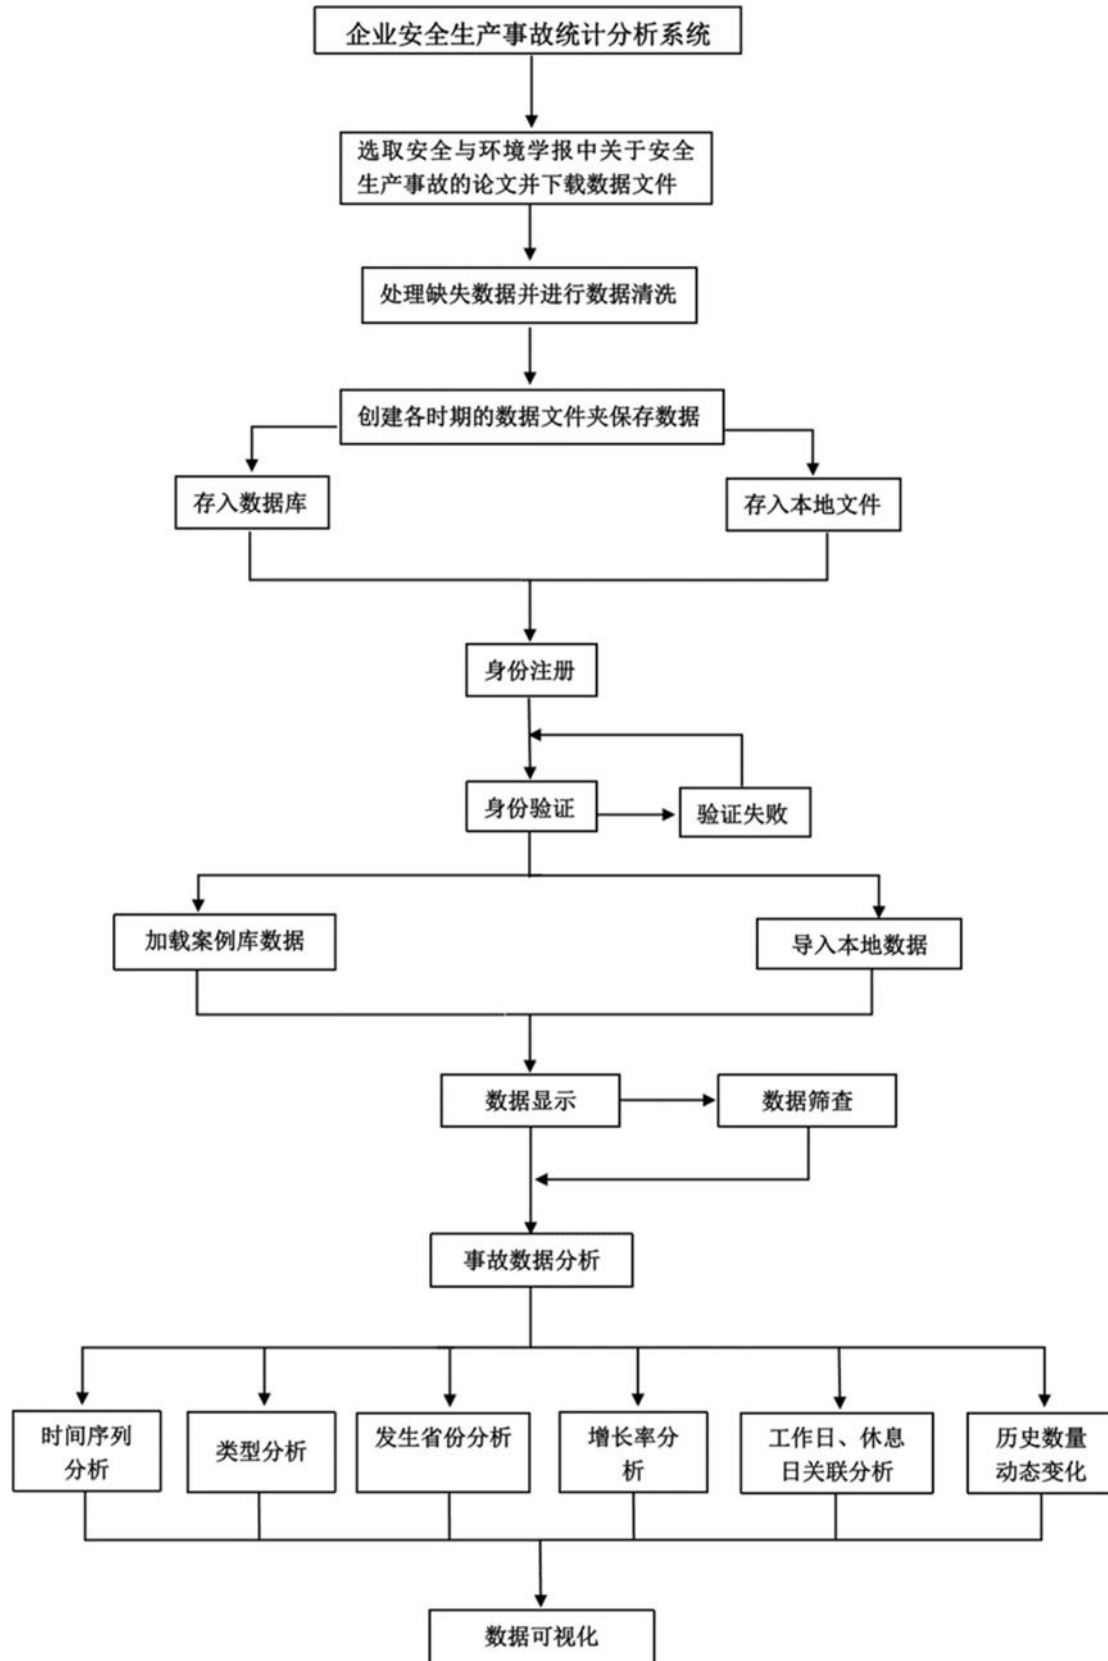 企业安全生产事故统计分析系统
选取安全与环境学报中关于安全
生产事故的论文并下载数据文件
处理缺失数据并进行数据清洗
创建各时期的数据文件夹保存数据
存入数据库
存入本地文件
身份注册
身份验证
验证失败
加载案例库数据
导入本地数据
数据显示
数据筛查
事故数据分析
时间序列
分析
类型分析
发生省份分析
增长率分
析
工作日、休息
日关联分析
历史数量
动态变化
数据可视化